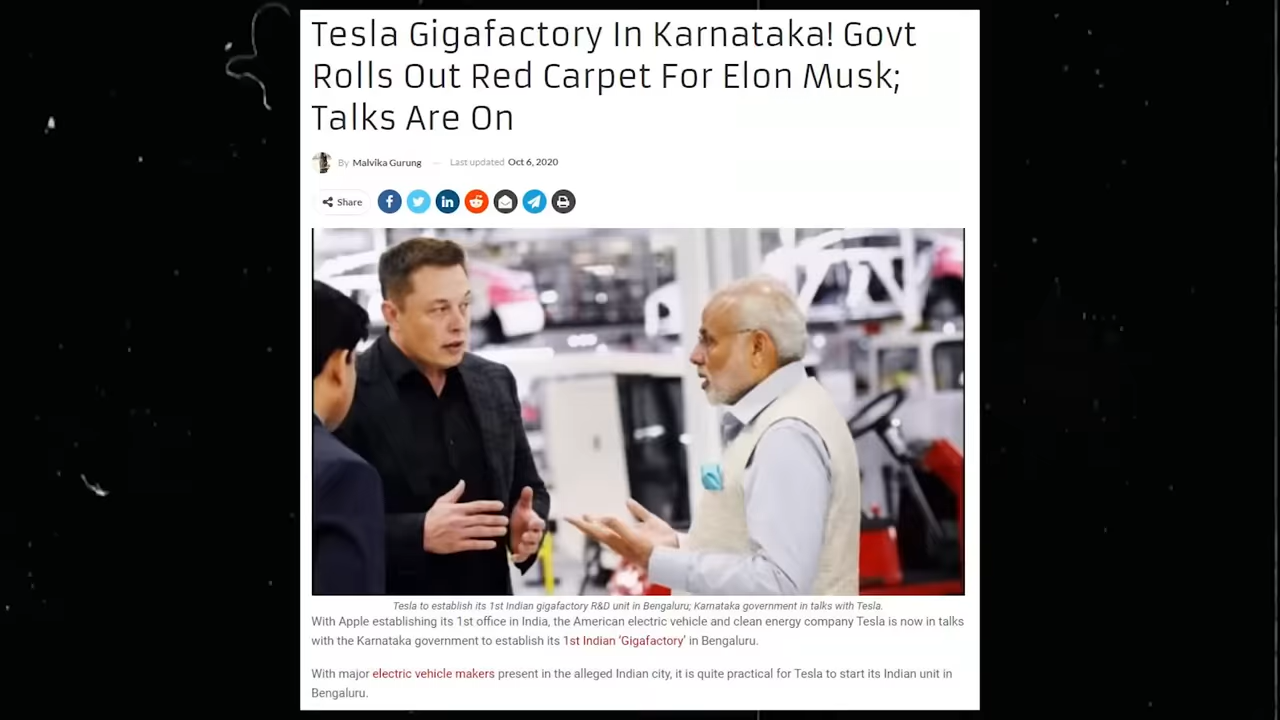 Tesla Gigafactory In Karnataka! Govt
Rolls Out Red Carpet For Elon Musk;
Talks Are On
By Malvika Gurung — Last updated Oct 6, 2020
Share
Tesla to establish its 1st Indian gigafactory R&D unit in Bengaluru; Karnataka government in talks with Tesla.
With Apple establishing its 1st office in India, the American electric vehicle and clean energy company Tesla is now in talks
with the Karnataka government to establish its 1st Indian 'Gigafactory' in Bengaluru.
With major electric vehicle makers present in the alleged Indian city, it is quite practical for Tesla to start its Indian unit in
Bengaluru.